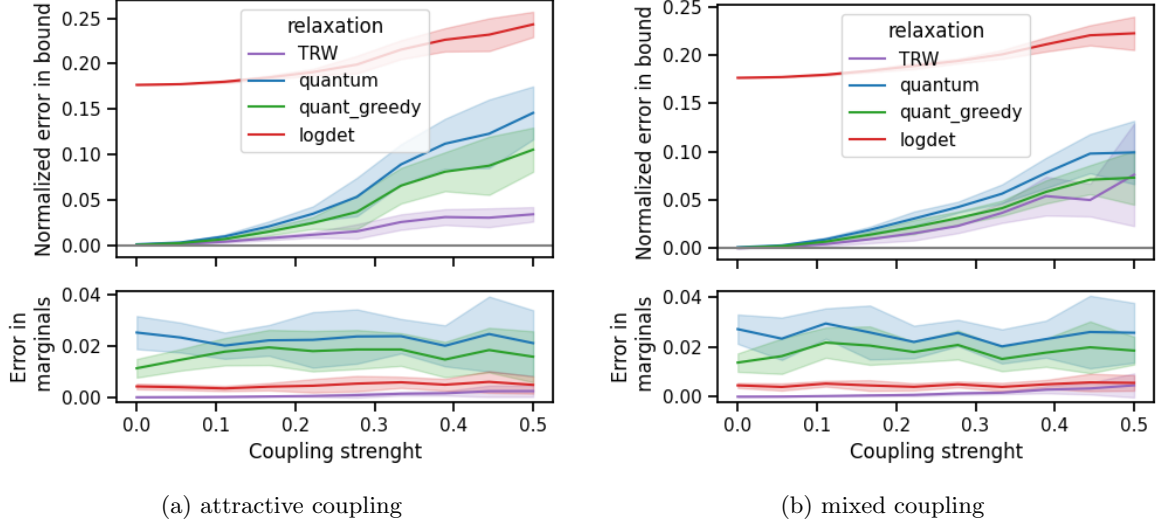 0.25
0.20
0.15
0.10
0.05
0.00
Normalized error in bound
relaxation
TRW
quantum
quant_greedy
logdet
0.04
0.02
0.00
Error in
marginals
0.0 0.1 0.2 0.3 0.4 0.5
Coupling strenght
(a) attractive coupling
0.25
0.20
0.15
0.10
0.05
0.00
Normalized error in bound
relaxation
TRW
quantum
quant_greedy
logdet
0.04
0.02
0.00
Error in
marginals
0.0 0.1 0.2 0.3 0.4 0.5
Coupling strenght
(b) mixed coupling